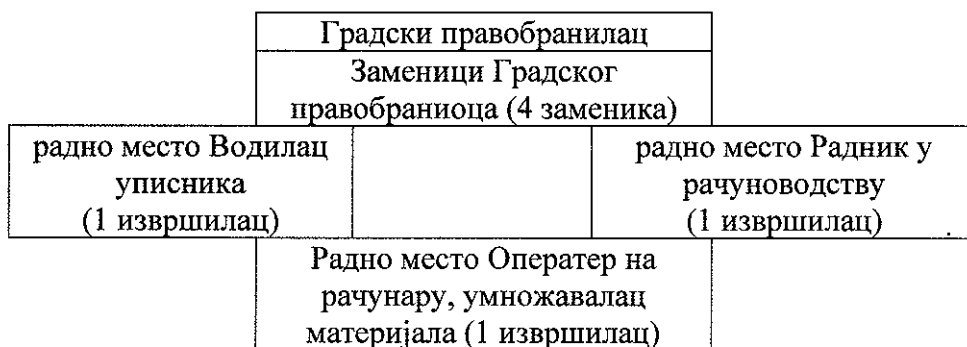 Градски правобранилац
Заменици Градског
правобраниоца (4 заменика)
радно место Водилац
уписника
(1 извршилац)
радно место Радник у
рачуноводству
(1 извршилац)
Радно место Оператер на
рачунару, умножавалац
материјала (1 извршилац)